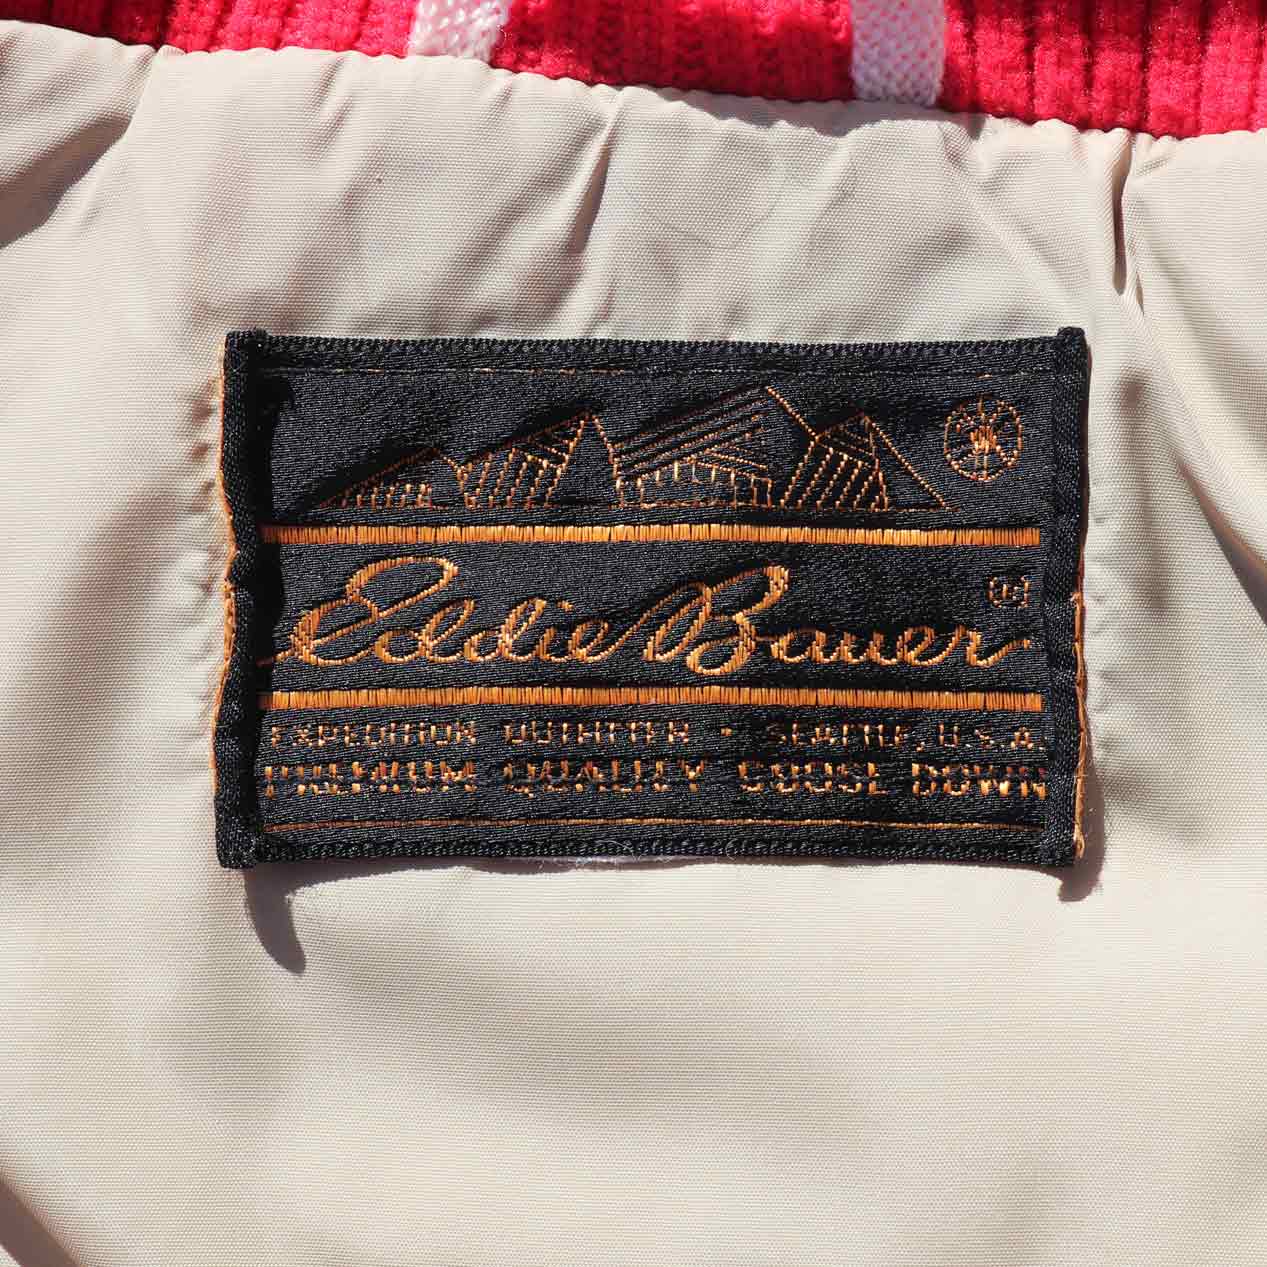 Eddie Bauer ®
EXPEDITION OUTFITTER • SEATTLE, U.S.A.
PREMIUM QUALITY GOOSE DOWN